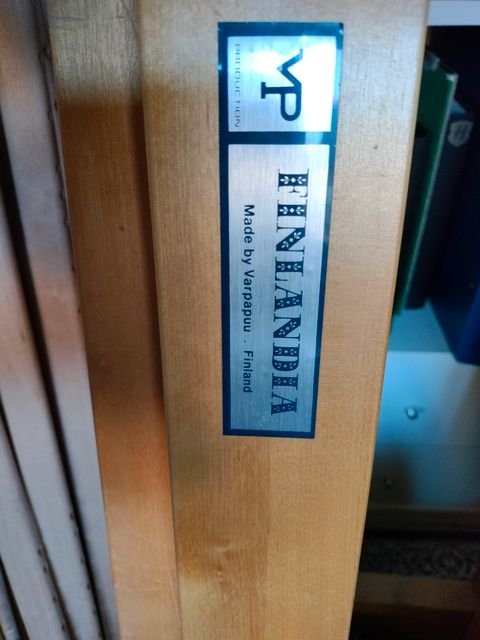 VP
PRODUCTION
FINLANDIA
Made by Varpapuu . Finland